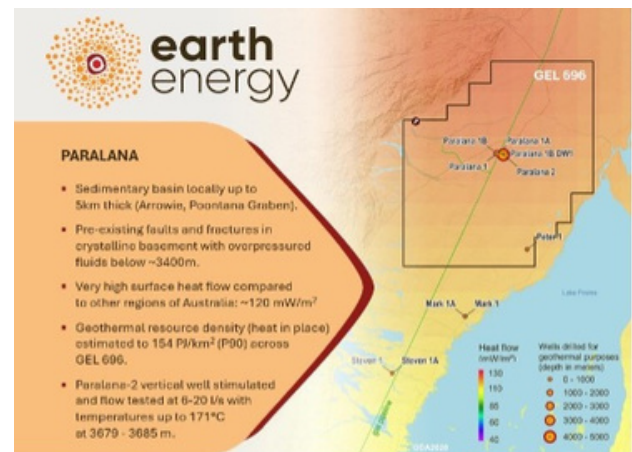 earth
energy
PARALANA
• Sedimentary basin locally up to
5km thick (Arrowie, Poontana Graben).
• Pre-existing faults and fractures in
crystalline basement with overpressured
fluids below ~3400m.
• Very high surface heat flow compared
to other regions of Australia: ~120 mW/m²
• Geothermal resource density (heat in place)
estimated to 154 PJ/km² (P90) across
GEL 696.
• Paralana-2 vertical well stimulated
and flow tested at 6-20 l/s with
temperatures up to 171°C
at 3679 - 3685 m.
GEL 696
Paralana 1B
Paralana 1A
Paralana 1B DW1
Paralana 1
Paralana 2
Peter 1
Lake Frome
Mark 1A
Mark 1
Steven 1
Steven 1A
Heat flow
(mW/m²)
130
60
40
Wells drilled for
geothermal purposes
(depth in meters)
0 - 1000
1000 - 2000
2000 - 3000
3000 - 4000
4000 - 5000
GDA2020